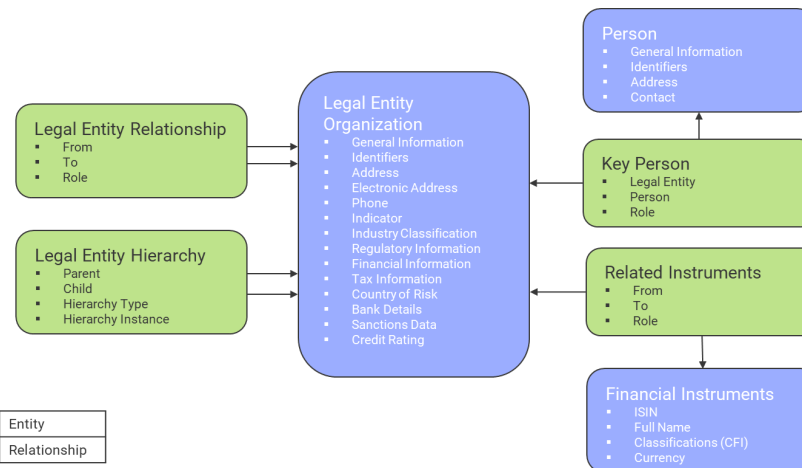 Legal Entity Relationship
From
To
Role
Legal Entity Hierarchy
Parent
Child
Hierarchy Type
Hierarchy Instance
Entity
Relationship
Legal Entity
Organization
General Information
Identifiers
Address
Electronic Address
Phone
Indicator
Industry Classification
Regulatory Information
Financial Information
Tax Information
Country of Risk
Bank Details
Sanctions Data
Credit Rating
Person
General Information
Identifiers
Address
Contact
Key Person
Legal Entity
Person
Role
Related Instruments
From
To
Role
Financial Instruments
ISIN
Full Name
Classifications (CFI)
Currency